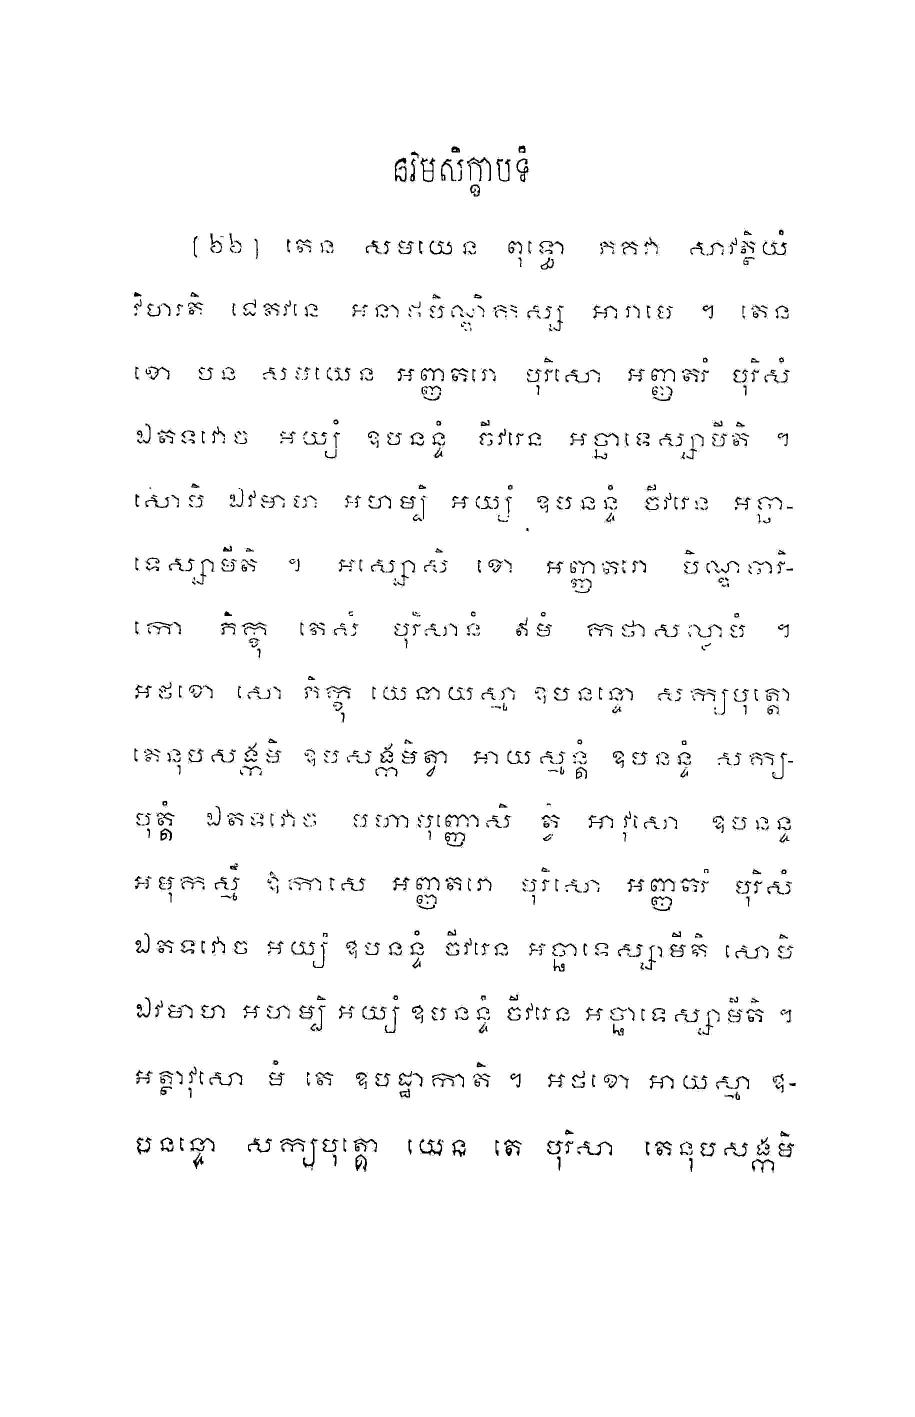 នវមសិក្ខាបទំ
[៦៦] តេន សមយេន ពុទ្ធោ ភគវា សាវត្ថិយំ
វិហរតិ ជេតវនេ អនាថបិណ្ឌិកស្ស អារាមេ ។ តេន
ខោ បន សមយេន អញ្ញតរោ បុរិសោ អញ្ញតរំ បុរិសំ
ឯតទវោច អយ្យំ ឧបនន្ទំ ចីវរេន អច្ឆាទេស្សាមីតិ ។
សោបិ ឯវមាហ អហម្បិ អយ្យំ ឧបនន្ទំ ចីវរេន អច្ឆា-
ទេស្សាមីតិ ។ អស្សោសិ ខោ អញ្ញតរោ បិណ្ឌចារិ-
កោ ភិក្ខុ តេសំ បុរិសានំ ឥមំ កថាសល្លាបំ ។
អថខោ សោ ភិក្ខុ យេនាយស្មា ឧបនន្ទោ សក្យបុត្តោ
តេនុបសង្កមិ ឧបសង្កមិត្វា អាយស្មន្តំ ឧបនន្ទំ សក្យ-
បុត្តំ ឯតទវោច មហាបុញ្ញោសិ ត្វំ អាវុសោ ឧបនន្ទ
អមុកស្មឹ ឱកាសេ អញ្ញតរោ បុរិសោ អញ្ញតរំ បុរិសំ
ឯតទវោច អយ្យំ ឧបនន្ទំ ចីវរេន អច្ឆាទេស្សាមីតិ សោបិ
ឯវមាហ អហម្បិ អយ្យំ ឧបនន្ទំ ចីវរេន អច្ឆាទេស្សាមីតិ ។
អត្ថាវុសោ មំ តេ ឧបដ្ឋាកាតិ ។ អថខោ អាយស្មា ឧ-
បនន្ទោ សក្យបុត្តោ យេន តេ បុរិសា តេនុបសង្កមិ